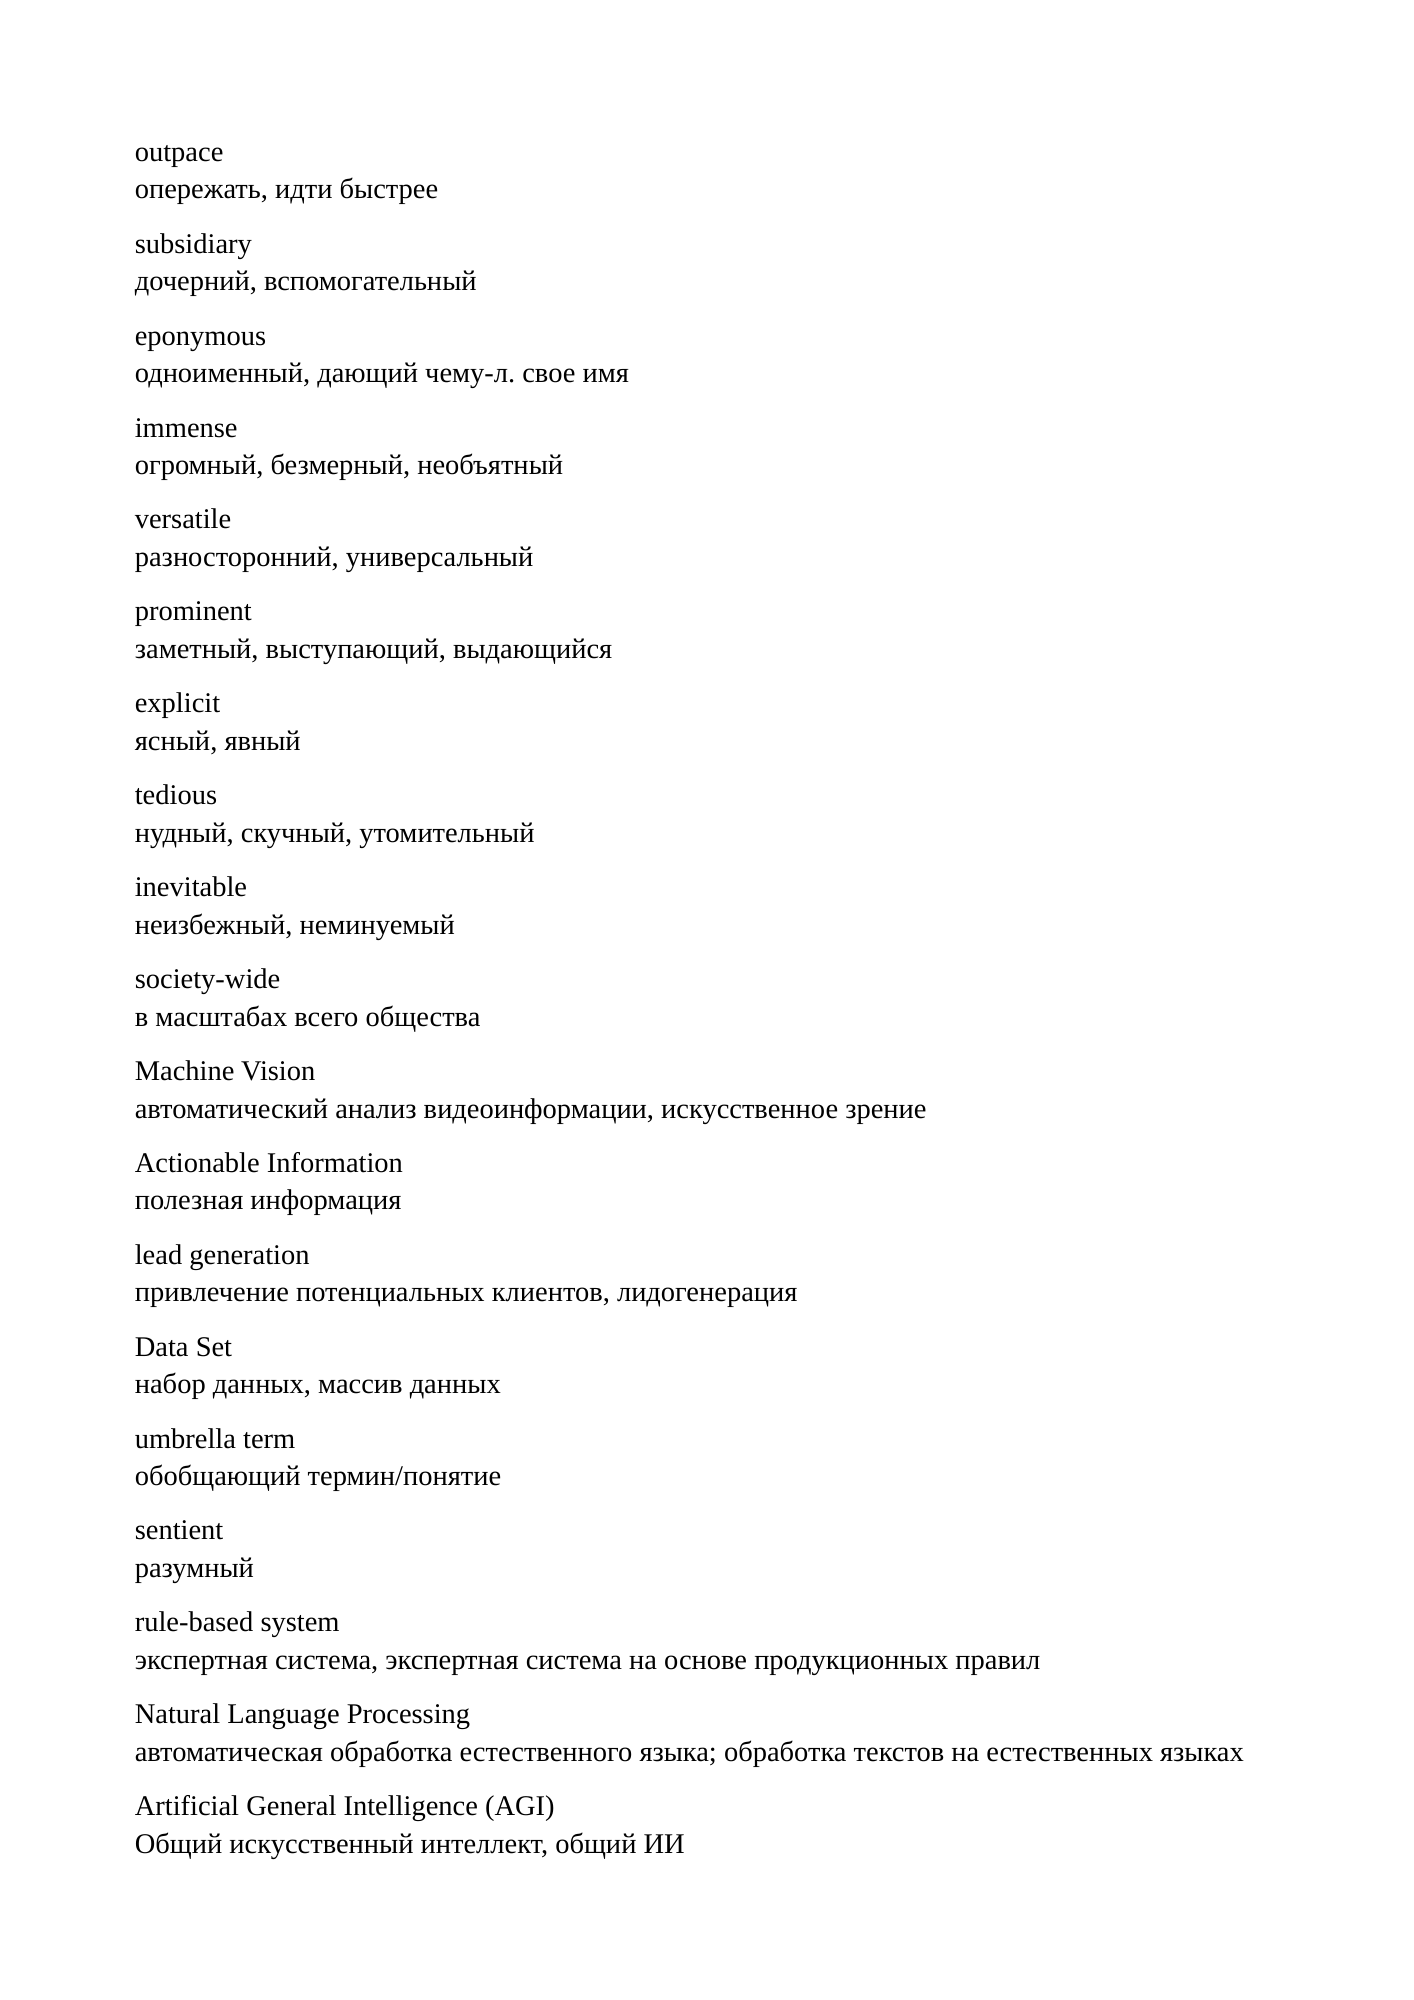 outpace
опережать, идти быстрее
subsidiary
дочерний, вспомогательный
eponymous
одноименный, дающий чему-л. свое имя
immense
огромный, безмерный, необъятный
versatile
разносторонний, универсальный
prominent
заметный, выступающий, выдающийся
explicit
ясный, явный
tedious
нудный, скучный, утомительный
inevitable
неизбежный, неминуемый
society-wide
в масштабах всего общества
Machine Vision
автоматический анализ видеоинформации, искусственное зрение
Actionable Information
полезная информация
lead generation
привлечение потенциальных клиентов, лидогенерация
Data Set
набор данных, массив данных
umbrella term
обобщающий термин/понятие
sentient
разумный
rule-based system
экспертная система, экспертная система на основе продукционных правил
Natural Language Processing
автоматическая обработка естественного языка; обработка текстов на естественных языках
Artificial General Intelligence (AGI)
Общий искусственный интеллект, общий ИИ